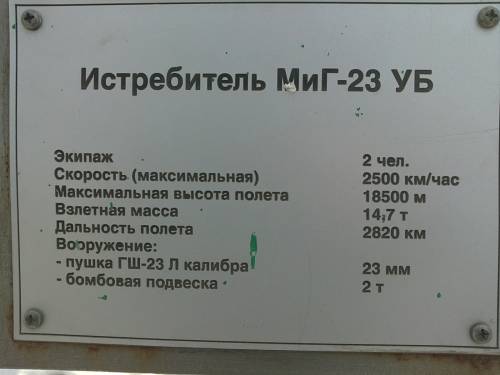 Истребитель МиГ-23 УБ
Экипаж 2 чел.
Скорость (максимальная) 2500 км/час
Максимальная высота полета 18500 м
Взлетная масса 14,7 т
Дальность полета 2820 км
Вооружение:
- пушка ГШ-23 Л калибра 23 мм
- бомбовая подвеска 2 т